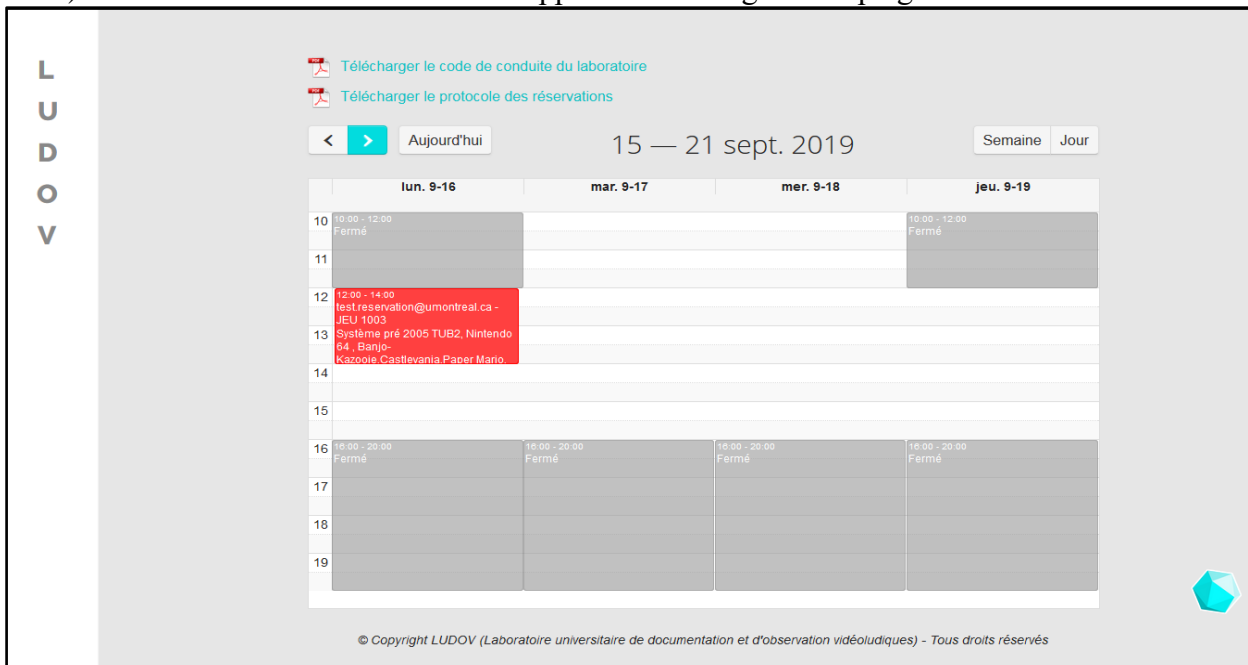 L
U
D
O
V
Télécharger le code de conduite du laboratoire
Télécharger le protocole des réservations
Aujourd'hui
15 — 21 sept. 2019
Semaine Jour
lun. 9-16 mar. 9-17 mer. 9-18 jeu. 9-19
10
10:00 - 12:00
Fermé
10:00 - 12:00
Fermé
11
12
12:00 - 14:00
test.reservation@umontreal.ca -
JEU 1003
13
Système pré 2005 TUB2, Nintendo
64 , Banjo-
Kazooie,Castlevania,Paper Mario,
14
15
16
16:00 - 20:00
Fermé
16:00 - 20:00
Fermé
16:00 - 20:00
Fermé
16:00 - 20:00
Fermé
17
18
19
© Copyright LUDOV (Laboratoire universitaire de documentation et d'observation vidéoludiques) - Tous droits réservés